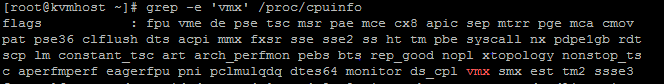 [root@kvmhost ~]# grep -e 'vmx' /proc/cpuinfo
flags           : fpu vme de pse tsc msr pae mce cx8 apic sep mtrr pge mca cmov
pat pse36 clflush dts acpi mmx fxsr sse sse2 ss ht tm pbe syscall nx pdpe1gb rdt
scp lm constant_tsc art arch_perfmon pebs bts rep_good nopl xtopology nonstop_ts
c aperfmperf eagerfpu pni pclmulqdq dtes64 monitor ds_cpl vmx smx est tm2 ssse3